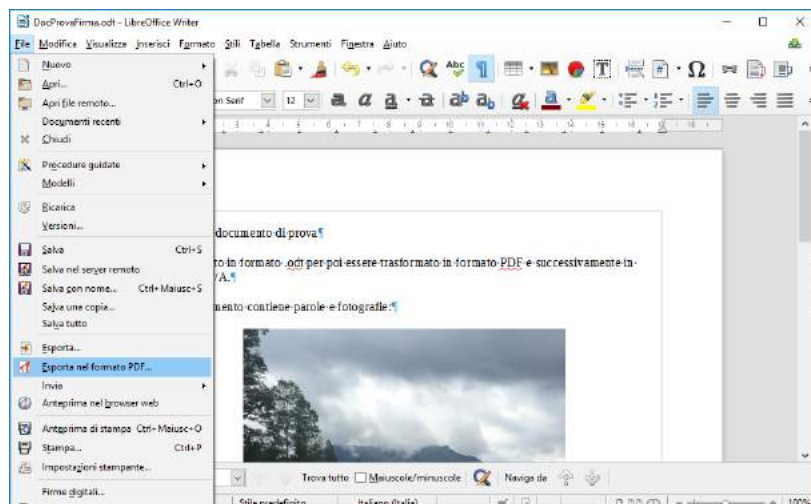 DocProvaFirma.odt - LibreOffice Writer
File Modifica Visualizza Inserisci Formato Stili Tabella Strumenti Finestra Aiuto
Nuovo
Apri... Ctrl+O
Apri file remoto...
Documenti recenti
Chiudi
Procedure guidate
Modelli
Ricarica
Versioni...
Salva Ctrl+S
Salva nel server remoto
Salva con nome... Ctrl+Maiusc+S
Salva una copia...
Salva tutto
Esporta...
Esporta nel formato PDF...
Invia
Anteprima nel browser web
Anteprima di stampa Ctrl+Maiusc+O
Stampa... Ctrl+P
Impostazioni stampante...
Firme digitali...
Serif 12
documento di prova¶
in formato .odt per poi essere trasformato in formato PDF e successivamente in
/A.¶
contiene parole e fotografie:¶
Trova tutto Maiuscole/minuscole Naviga da
Stile predefinito Italiano (Italia) 100%